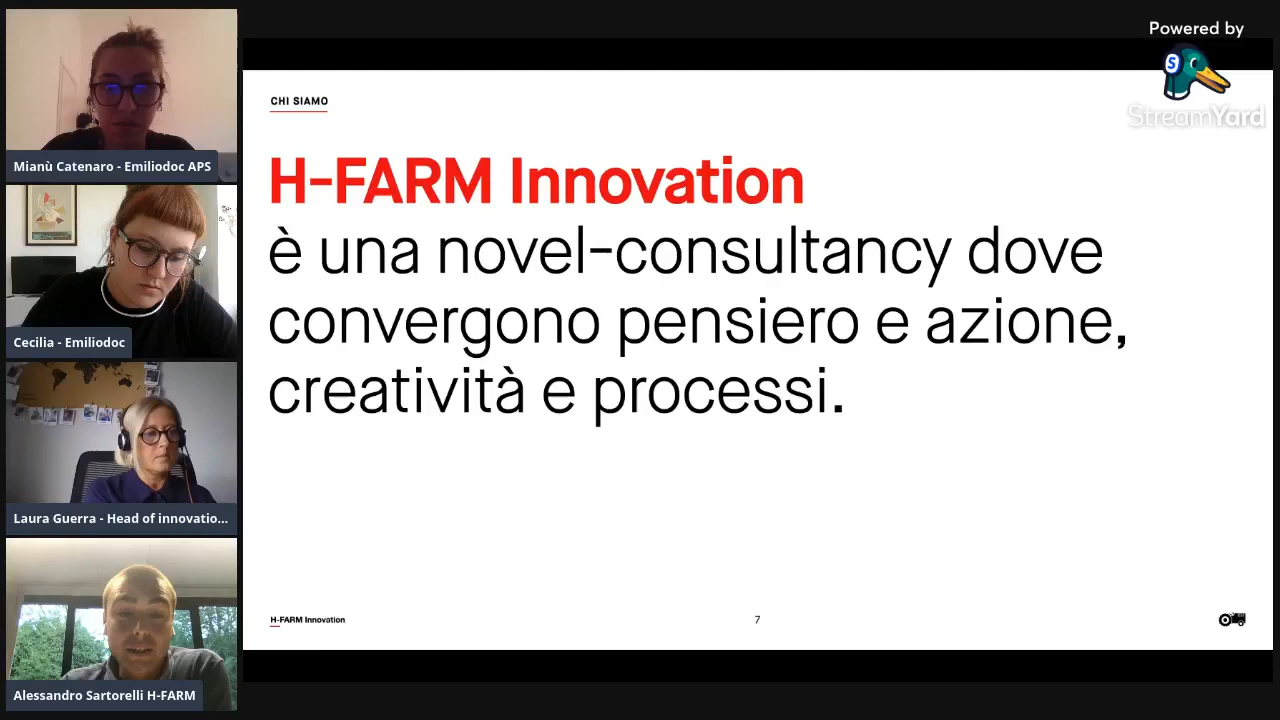 Powered by
StreamYard
Mianù Catenaro - Emiliodoc APS
Cecilia - Emiliodoc
Laura Guerra - Head of innovatio...
Alessandro Sartorelli H-FARM
CHI SIAMO
H-FARM Innovation
è una novel-consultancy dove
convergono pensiero e azione,
creatività e processi.
H-FARM Innovation
7